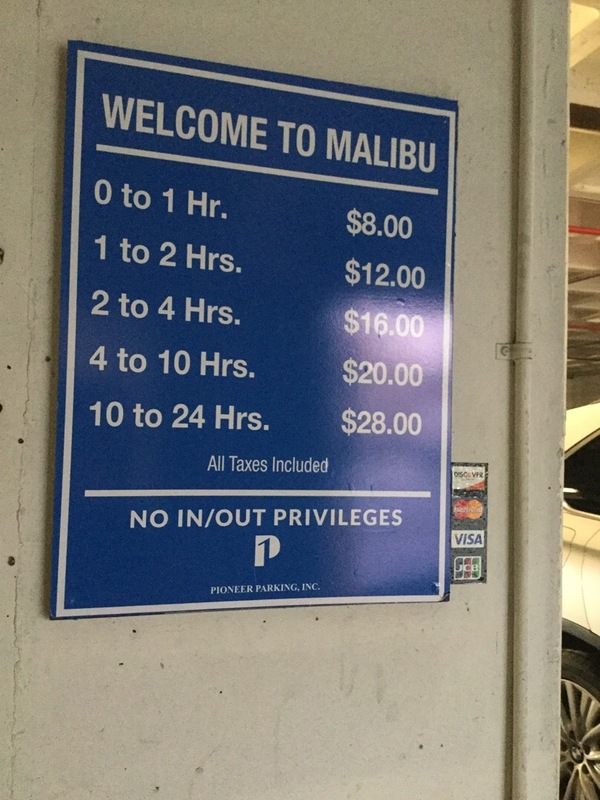 WELCOME TO MALIBU
0 to 1 Hr. $8.00
1 to 2 Hrs. $12.00
2 to 4 Hrs. $16.00
4 to 10 Hrs. $20.00
10 to 24 Hrs. $28.00
All Taxes Included
NO IN/OUT PRIVILEGES
P
PIONEER PARKING, INC.
DISCOVER
MasterCard
VISA
JCB